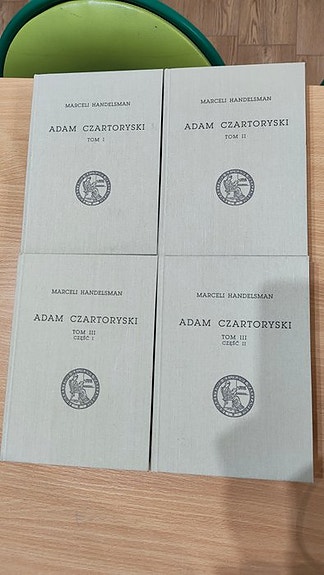 MARCELI HANDELSMAN
ADAM CZARTORYSKI
TOM I
MARCELI HANDELSMAN
ADAM CZARTORYSKI
TOM II
MARCELI HANDELSMAN
ADAM CZARTORYSKI
TOM III
CZĘŚĆ I
MARCELI HANDELSMAN
ADAM CZARTORYSKI
TOM III
CZĘŚĆ II